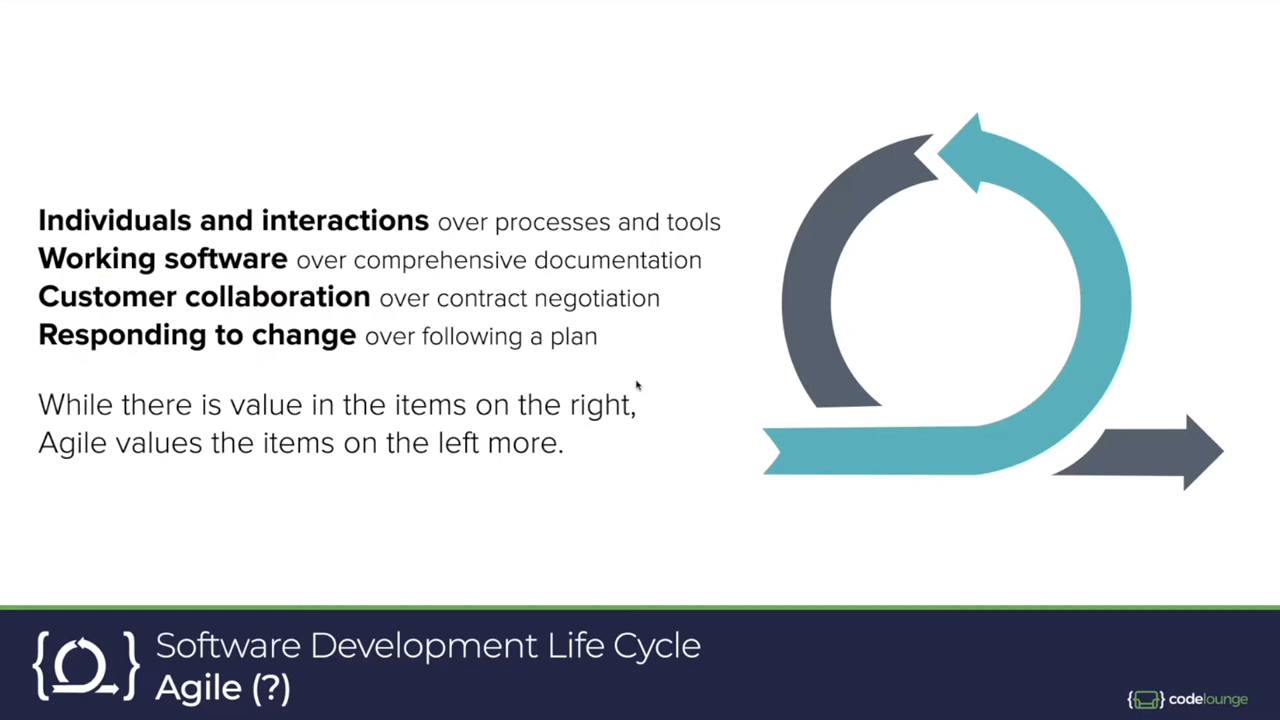 Individuals and interactions over processes and tools
Working software over comprehensive documentation
Customer collaboration over contract negotiation
Responding to change over following a plan
While there is value in the items on the right,
Agile values the items on the left more.
Software Development Life Cycle
Agile (?)
codelounge